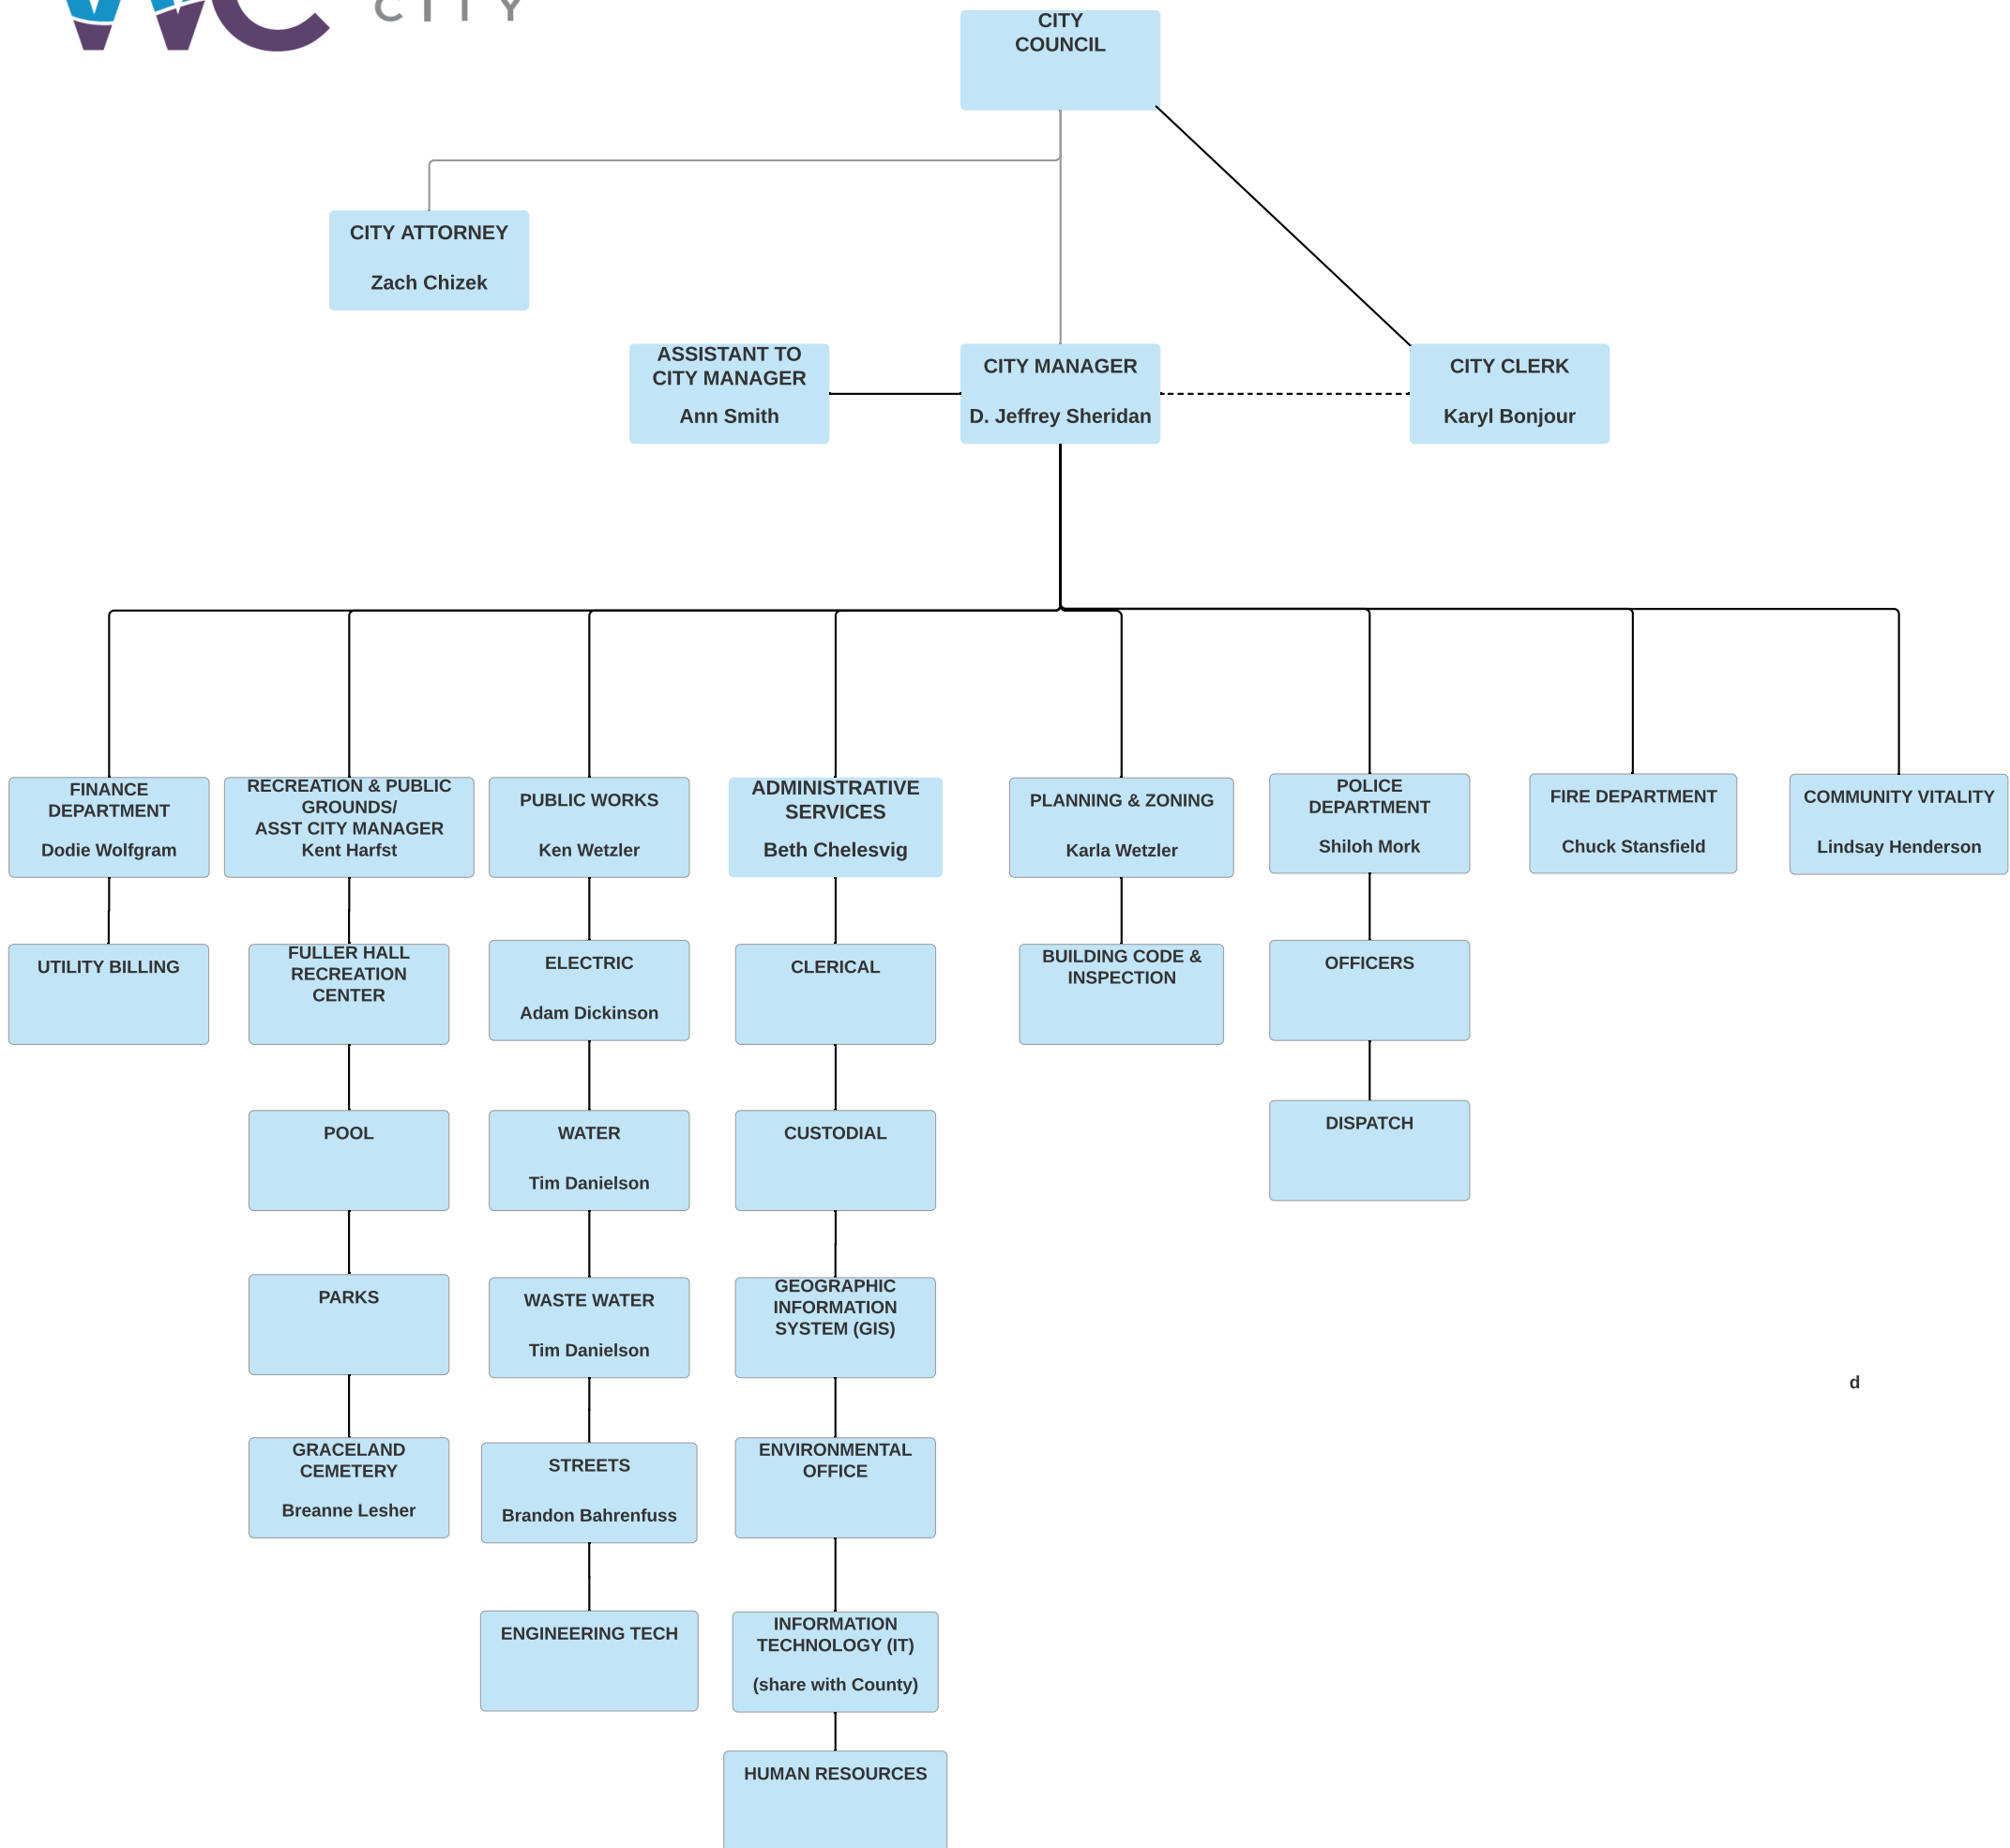 WC
CITY
CITY
COUNCIL
CITY ATTORNEY
Zach Chizek
ASSISTANT TO
CITY MANAGER
Ann Smith
CITY MANAGER
D. Jeffrey Sheridan
CITY CLERK
Karyl Bonjour
FINANCE
DEPARTMENT
Dodie Wolfgram
RECREATION & PUBLIC
GROUNDS/
ASST CITY MANAGER
Kent Harfst
PUBLIC WORKS
Ken Wetzler
ADMINISTRATIVE
SERVICES
Beth Chelesvig
PLANNING & ZONING
Karla Wetzler
POLICE
DEPARTMENT
Shiloh Mork
FIRE DEPARTMENT
Chuck Stansfield
COMMUNITY VITALITY
Lindsay Henderson
UTILITY BILLING
FULLER HALL
RECREATION
CENTER
ELECTRIC
Adam Dickinson
CLERICAL
BUILDING CODE &
INSPECTION
OFFICERS
POOL
WATER
Tim Danielson
CUSTODIAL
DISPATCH
PARKS
WASTE WATER
Tim Danielson
GEOGRAPHIC
INFORMATION
SYSTEM (GIS)
d
GRACELAND
CEMETERY
Breanne Lesher
STREETS
Brandon Bahrenfuss
ENVIRONMENTAL
OFFICE
ENGINEERING TECH
INFORMATION
TECHNOLOGY (IT)
(share with County)
HUMAN RESOURCES